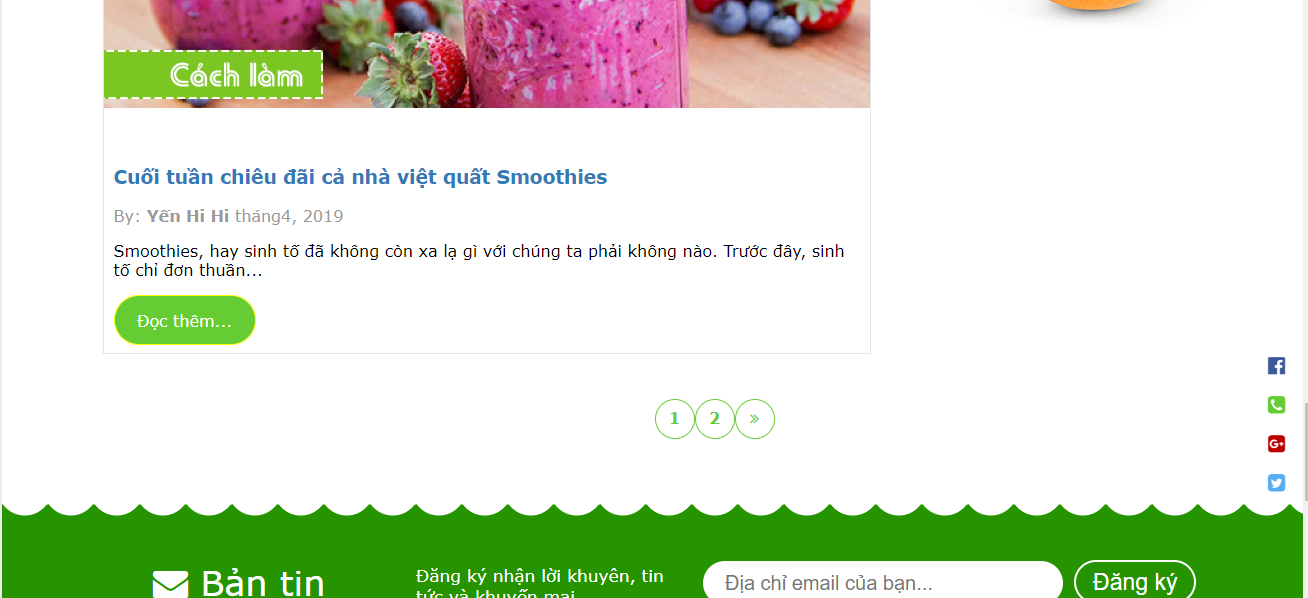 Cách làm
Cuối tuần chiêu đãi cả nhà việt quất Smoothies
By: Yến Hi Hi tháng4, 2019
Smoothies, hay sinh tố đã không còn xa lạ gì với chúng ta phải không nào. Trước đây, sinh
tố chỉ đơn thuần...
Đọc thêm...
1 2 »
Bản tin
Đăng ký nhận lời khuyên, tin
tức và khuyến mại
Địa chỉ email của bạn...
Đăng ký